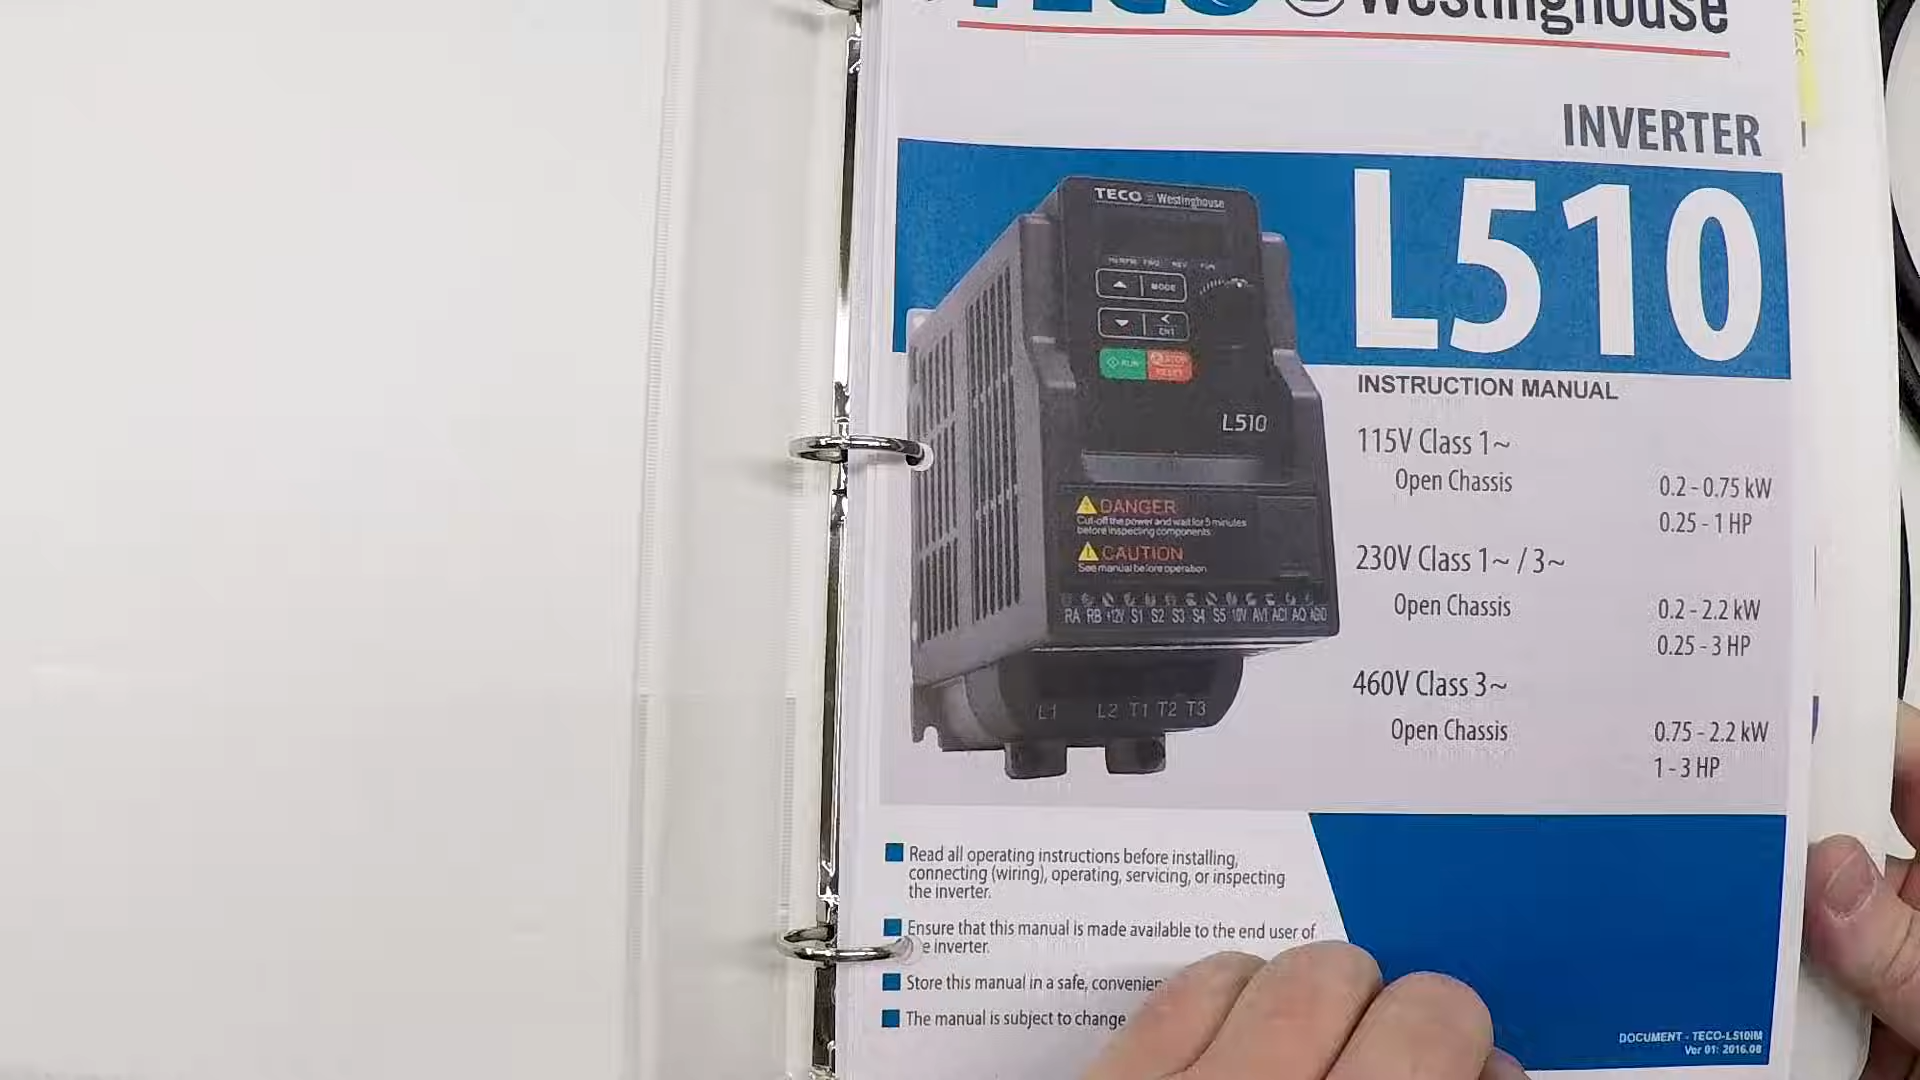 TECO Westinghouse
INVERTER
L510
TECO Westinghouse
MODE
ENT
RUN
STOP
RESET
L510
DANGER
Cut off the power and wait for 5 minutes
before inspecting components
CAUTION
See manual before operation
RA RB +12V S1 S2 S3 S4 S5 10V AVI ACI AO AGND
L1 L2 T1 T2 T3
INSTRUCTION MANUAL
115V Class 1~
Open Chassis 0.2 - 0.75 kW
0.25 - 1 HP
230V Class 1~ / 3~
Open Chassis 0.2 - 2.2 kW
0.25 - 3 HP
460V Class 3~
Open Chassis 0.75 - 2.2 kW
1 - 3 HP
Read all operating instructions before installing,
connecting (wiring), operating, servicing, or inspecting
the inverter.
Ensure that this manual is made available to the end user of
e inverter.
Store this manual in a safe, convenien
The manual is subject to change
DOCUMENT - TECO-L510IM
Ver 01: 2016.08